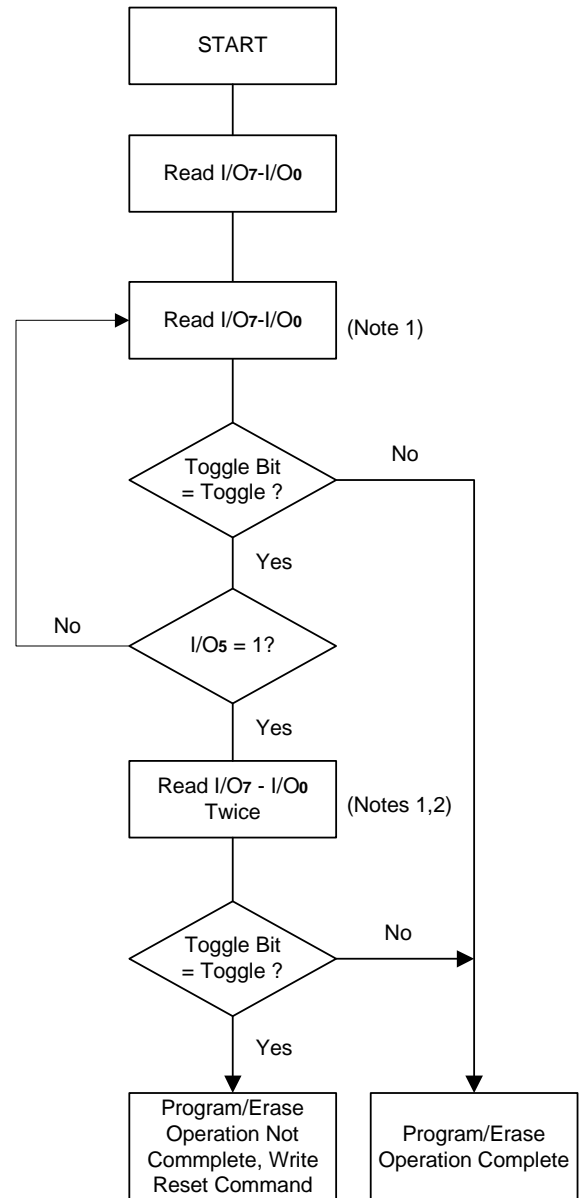 START
Read I/O7-I/O0
Read I/O7-I/O0
(Note 1)
Toggle Bit
= Toggle ?
No
Yes
I/O5 = 1?
No
Yes
Read I/O7 - I/O0
Twice
(Notes 1,2)
Toggle Bit
= Toggle ?
No
Yes
Program/Erase
Operation Not
Commplete, Write
Reset Command
Program/Erase
Operation Complete